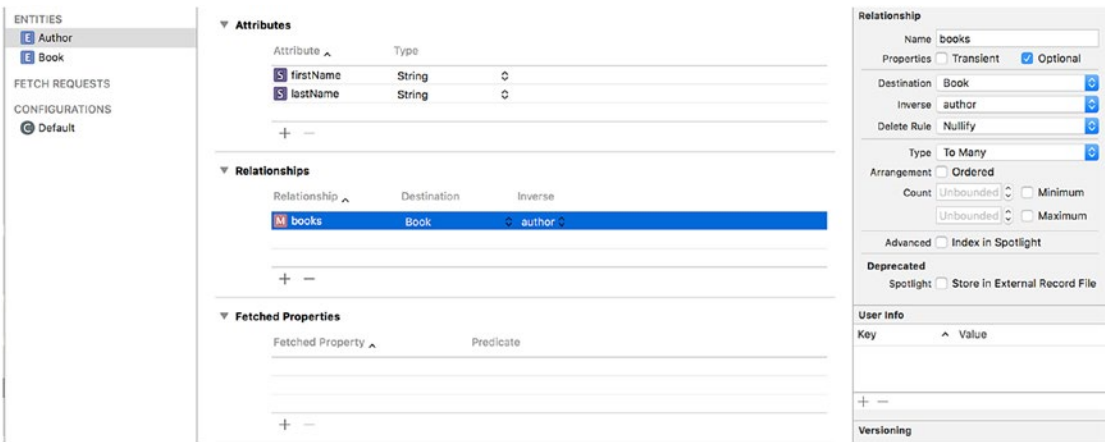 ENTITIES
E Author
E Book
FETCH REQUESTS
CONFIGURATIONS
C Default
Attributes
Attribute Type
S firstName String
S lastName String
+ −
Relationships
Relationship Destination Inverse
M books Book author
+ −
Fetched Properties
Fetched Property Predicate
+ −
Relationship
Name books
Properties Transient Optional
Destination Book
Inverse author
Delete Rule Nullify
Type To Many
Arrangement Ordered
Count Unbounded Minimum
Unbounded Maximum
Advanced Index in Spotlight
Deprecated
Spotlight Store in External Record File
User Info
Key Value
+ −
Versioning